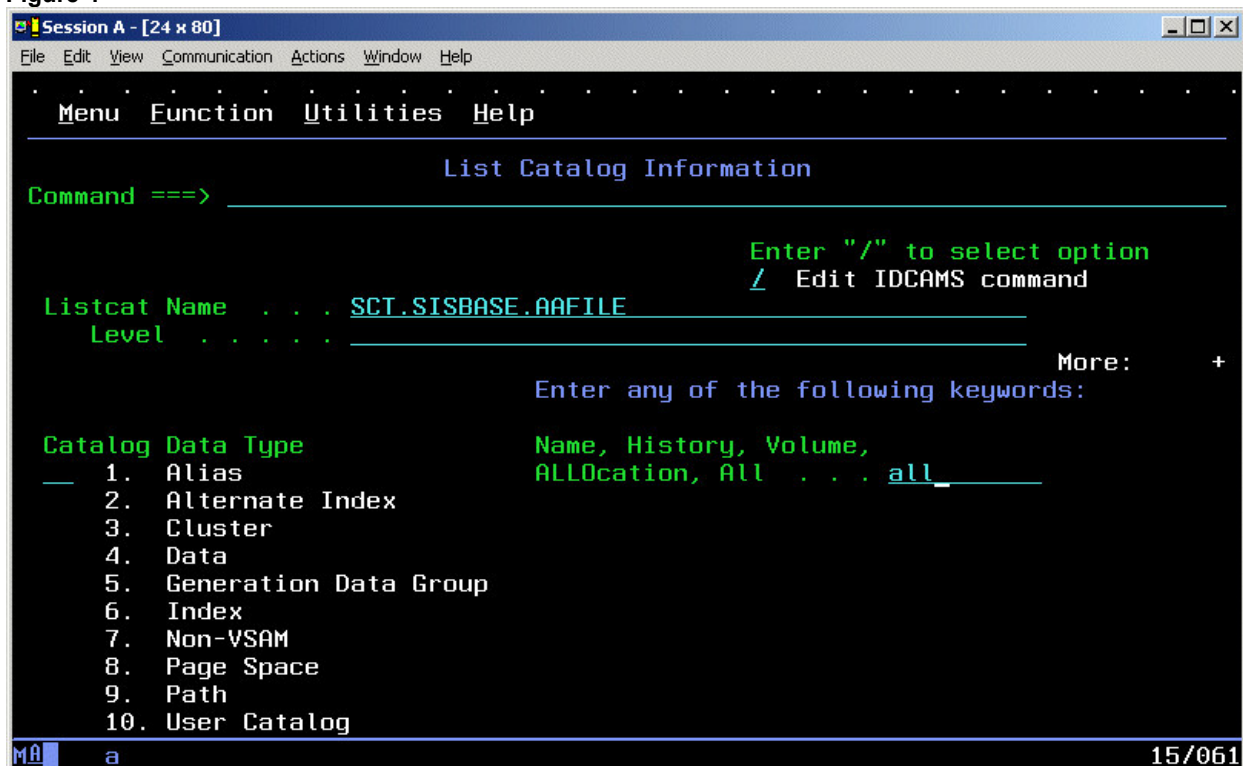 Session A - [24 x 80]
File Edit View Communication Actions Window Help
. . . . . . . . . . . . . . . . . . . . . . . . . . .
Menu Function Utilities Help
List Catalog Information
Command ===>
Enter "/" to select option
/ Edit IDCAMS command
Listcat Name . . . SCT.SISBASE.AAFILE
Level . . . . .
More: +
Enter any of the following keywords:
Catalog Data Type Name, History, Volume,
1. Alias ALLOcation, All . . . all
2. Alternate Index
3. Cluster
4. Data
5. Generation Data Group
6. Index
7. Non-VSAM
8. Page Space
9. Path
10. User Catalog
MA a 15/061